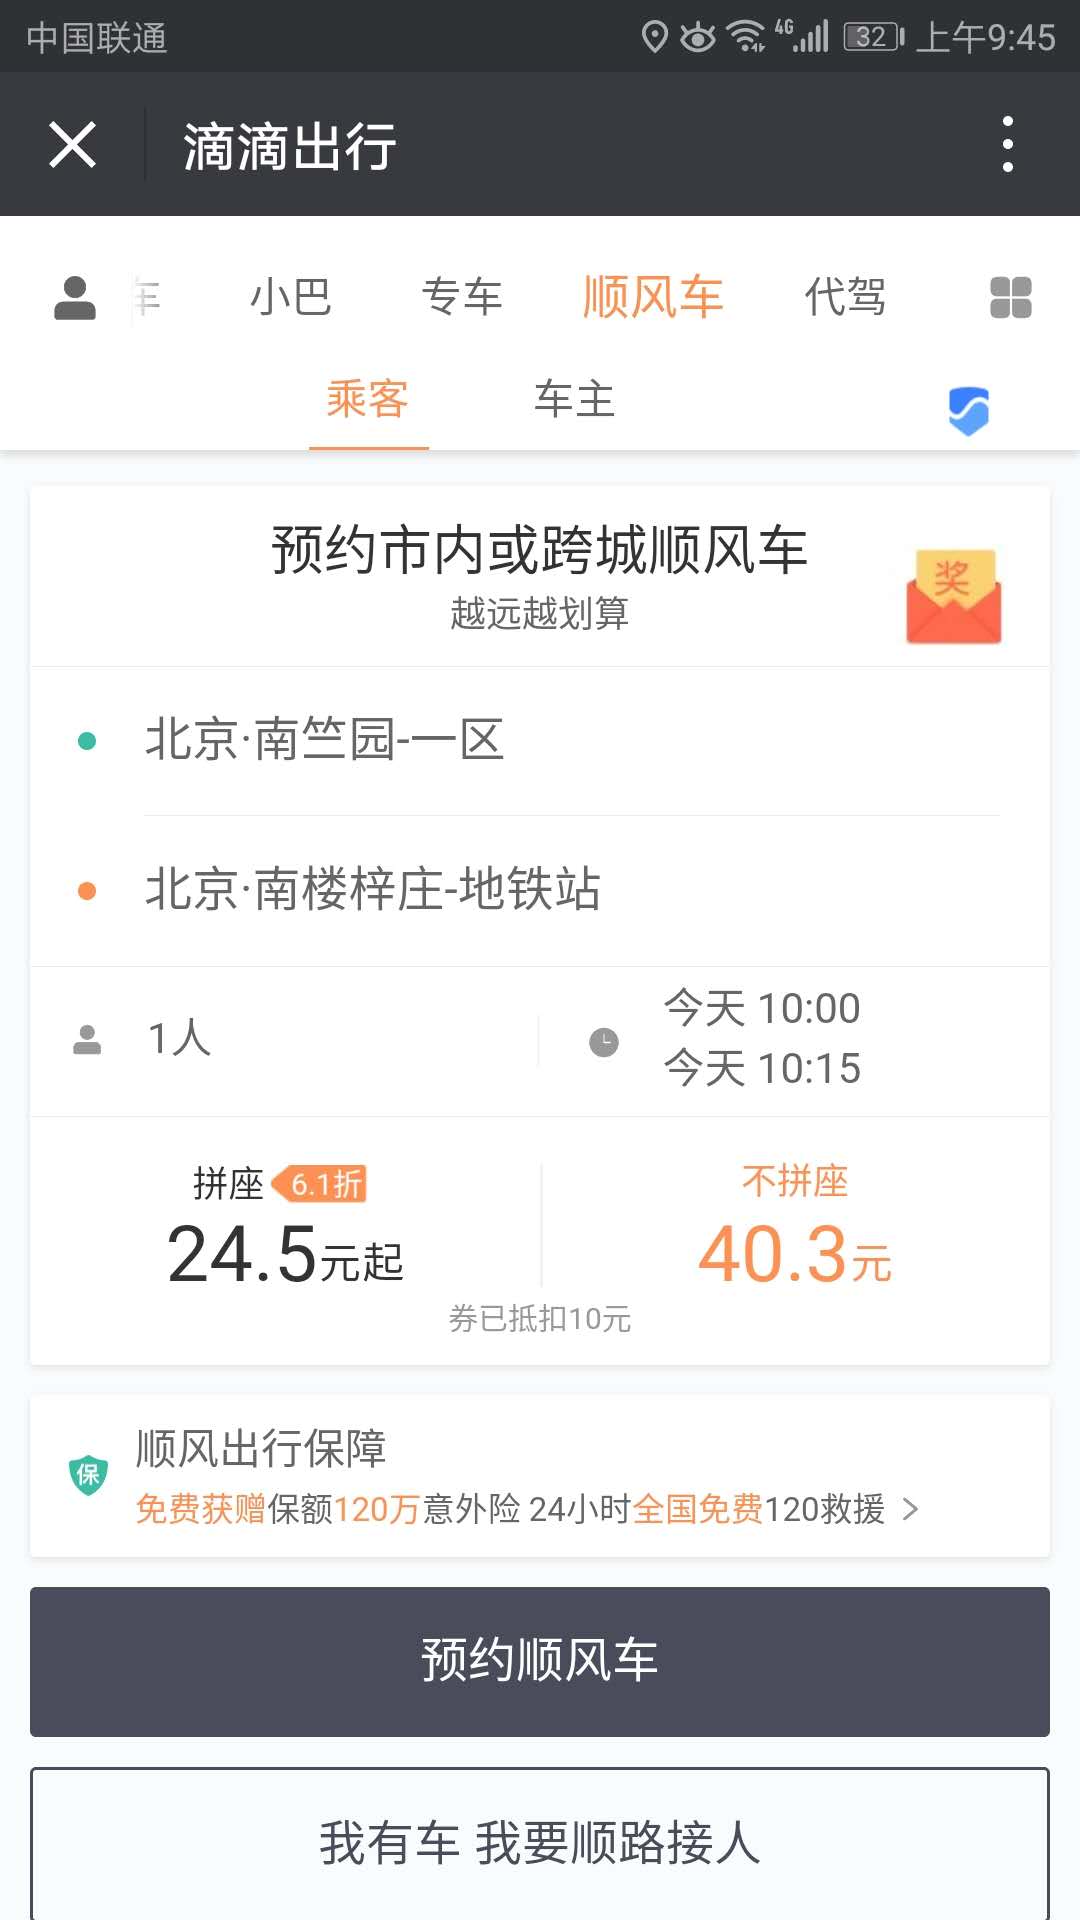 中国联通 4G 32 上午9:45
滴滴出行
车 小巴 专车 顺风车 代驾
乘客 车主
预约市内或跨城顺风车
奖
越远越划算
北京·南竺园-一区
北京·南楼梓庄-地铁站
1人
今天 10:00
今天 10:15
拼座 6.1折
24.5元起
不拼座
40.3元
券已抵扣10元
保
顺风出行保障
免费获赠保额120万意外险 24小时全国免费120救援
预约顺风车
我有车 我要顺路接人